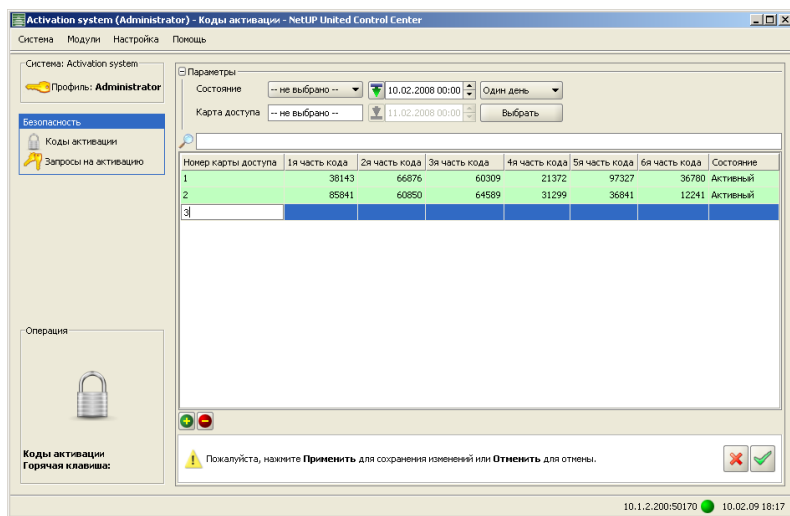 Activation system (Administrator) - Коды активации - NetUP United Control Center
Система Модули Настройка Помощь
Система: Activation system
Профиль: Administrator
Безопасность
Коды активации
Запросы на активацию
Параметры
Состояние -- не выбрано -- 10.02.2008 00:00 Один день
Карта доступа -- не выбрано -- 11.02.2008 00:00 Выбрать
Номер карты доступа 1я часть кода 2я часть кода 3я часть кода 4я часть кода 5я часть кода 6я часть кода Состояние
1 38143 66876 60309 21372 97327 36780 Активный
2 85841 60850 64589 31299 36841 12241 Активный
3
Операция
Коды активации
Горячая клавиша:
Пожалуйста, нажмите Применить для сохранения изменений или Отменить для отмены.
10.1.2.200:50170 10.02.09 18:17